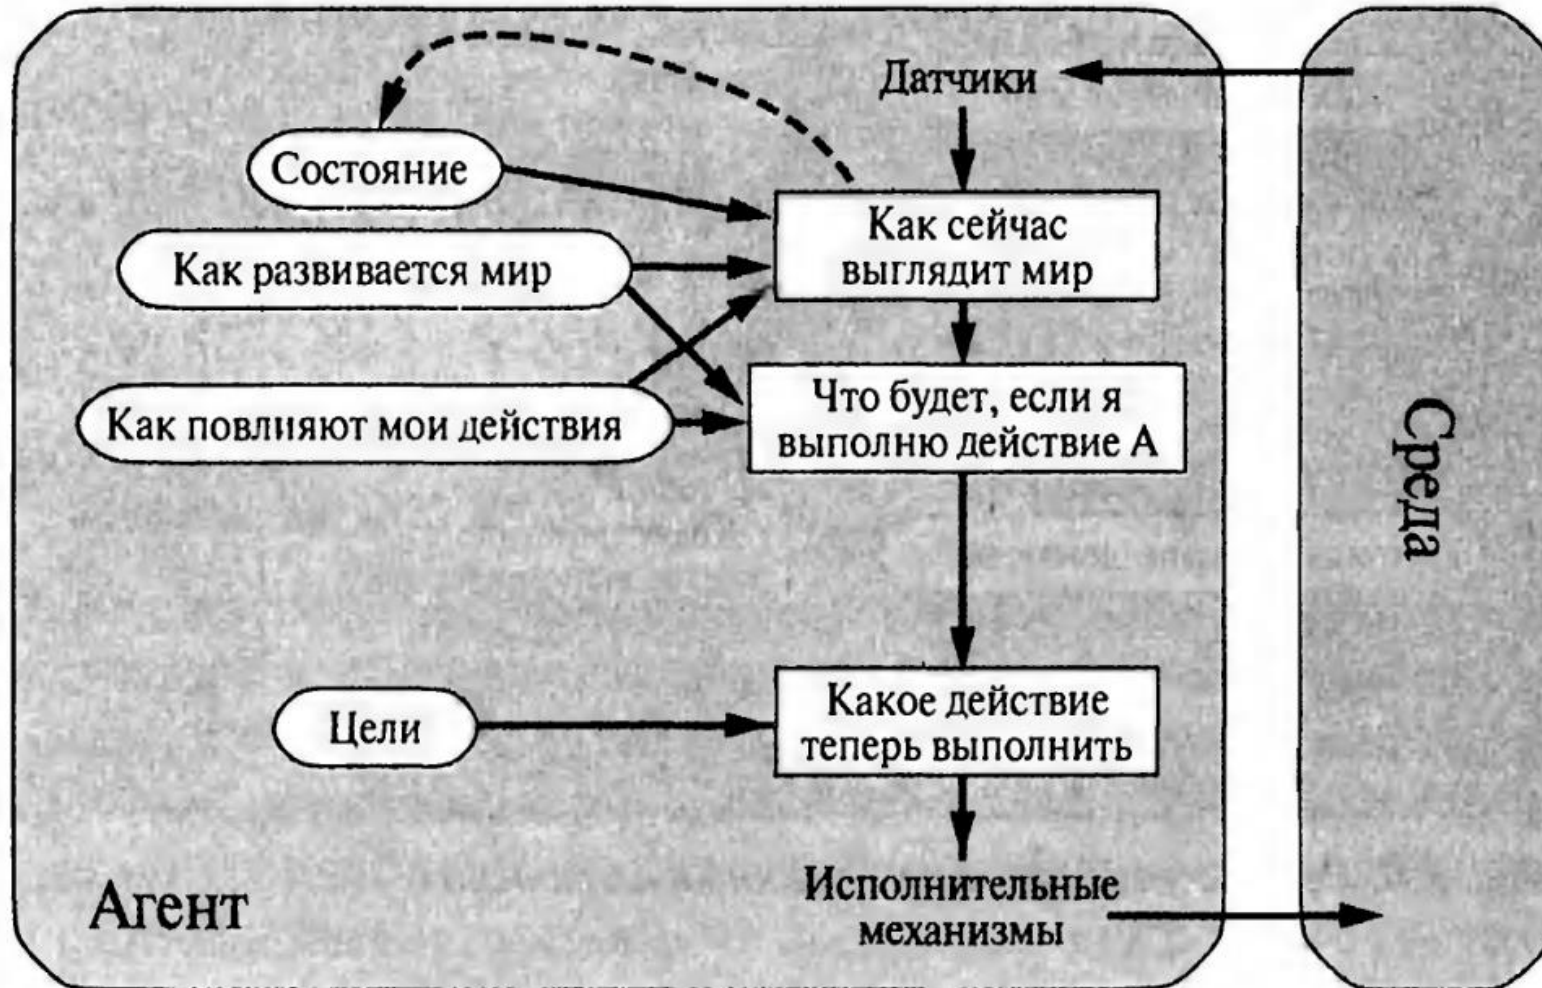 Датчики
Состояние
Как сейчас
выглядит мир
Как развивается мир
Что будет, если я
выполню действие А
Как повлияют мои действия
Среда
Какое действие
теперь выполнить
Цели
Исполнительные
механизмы
Агент